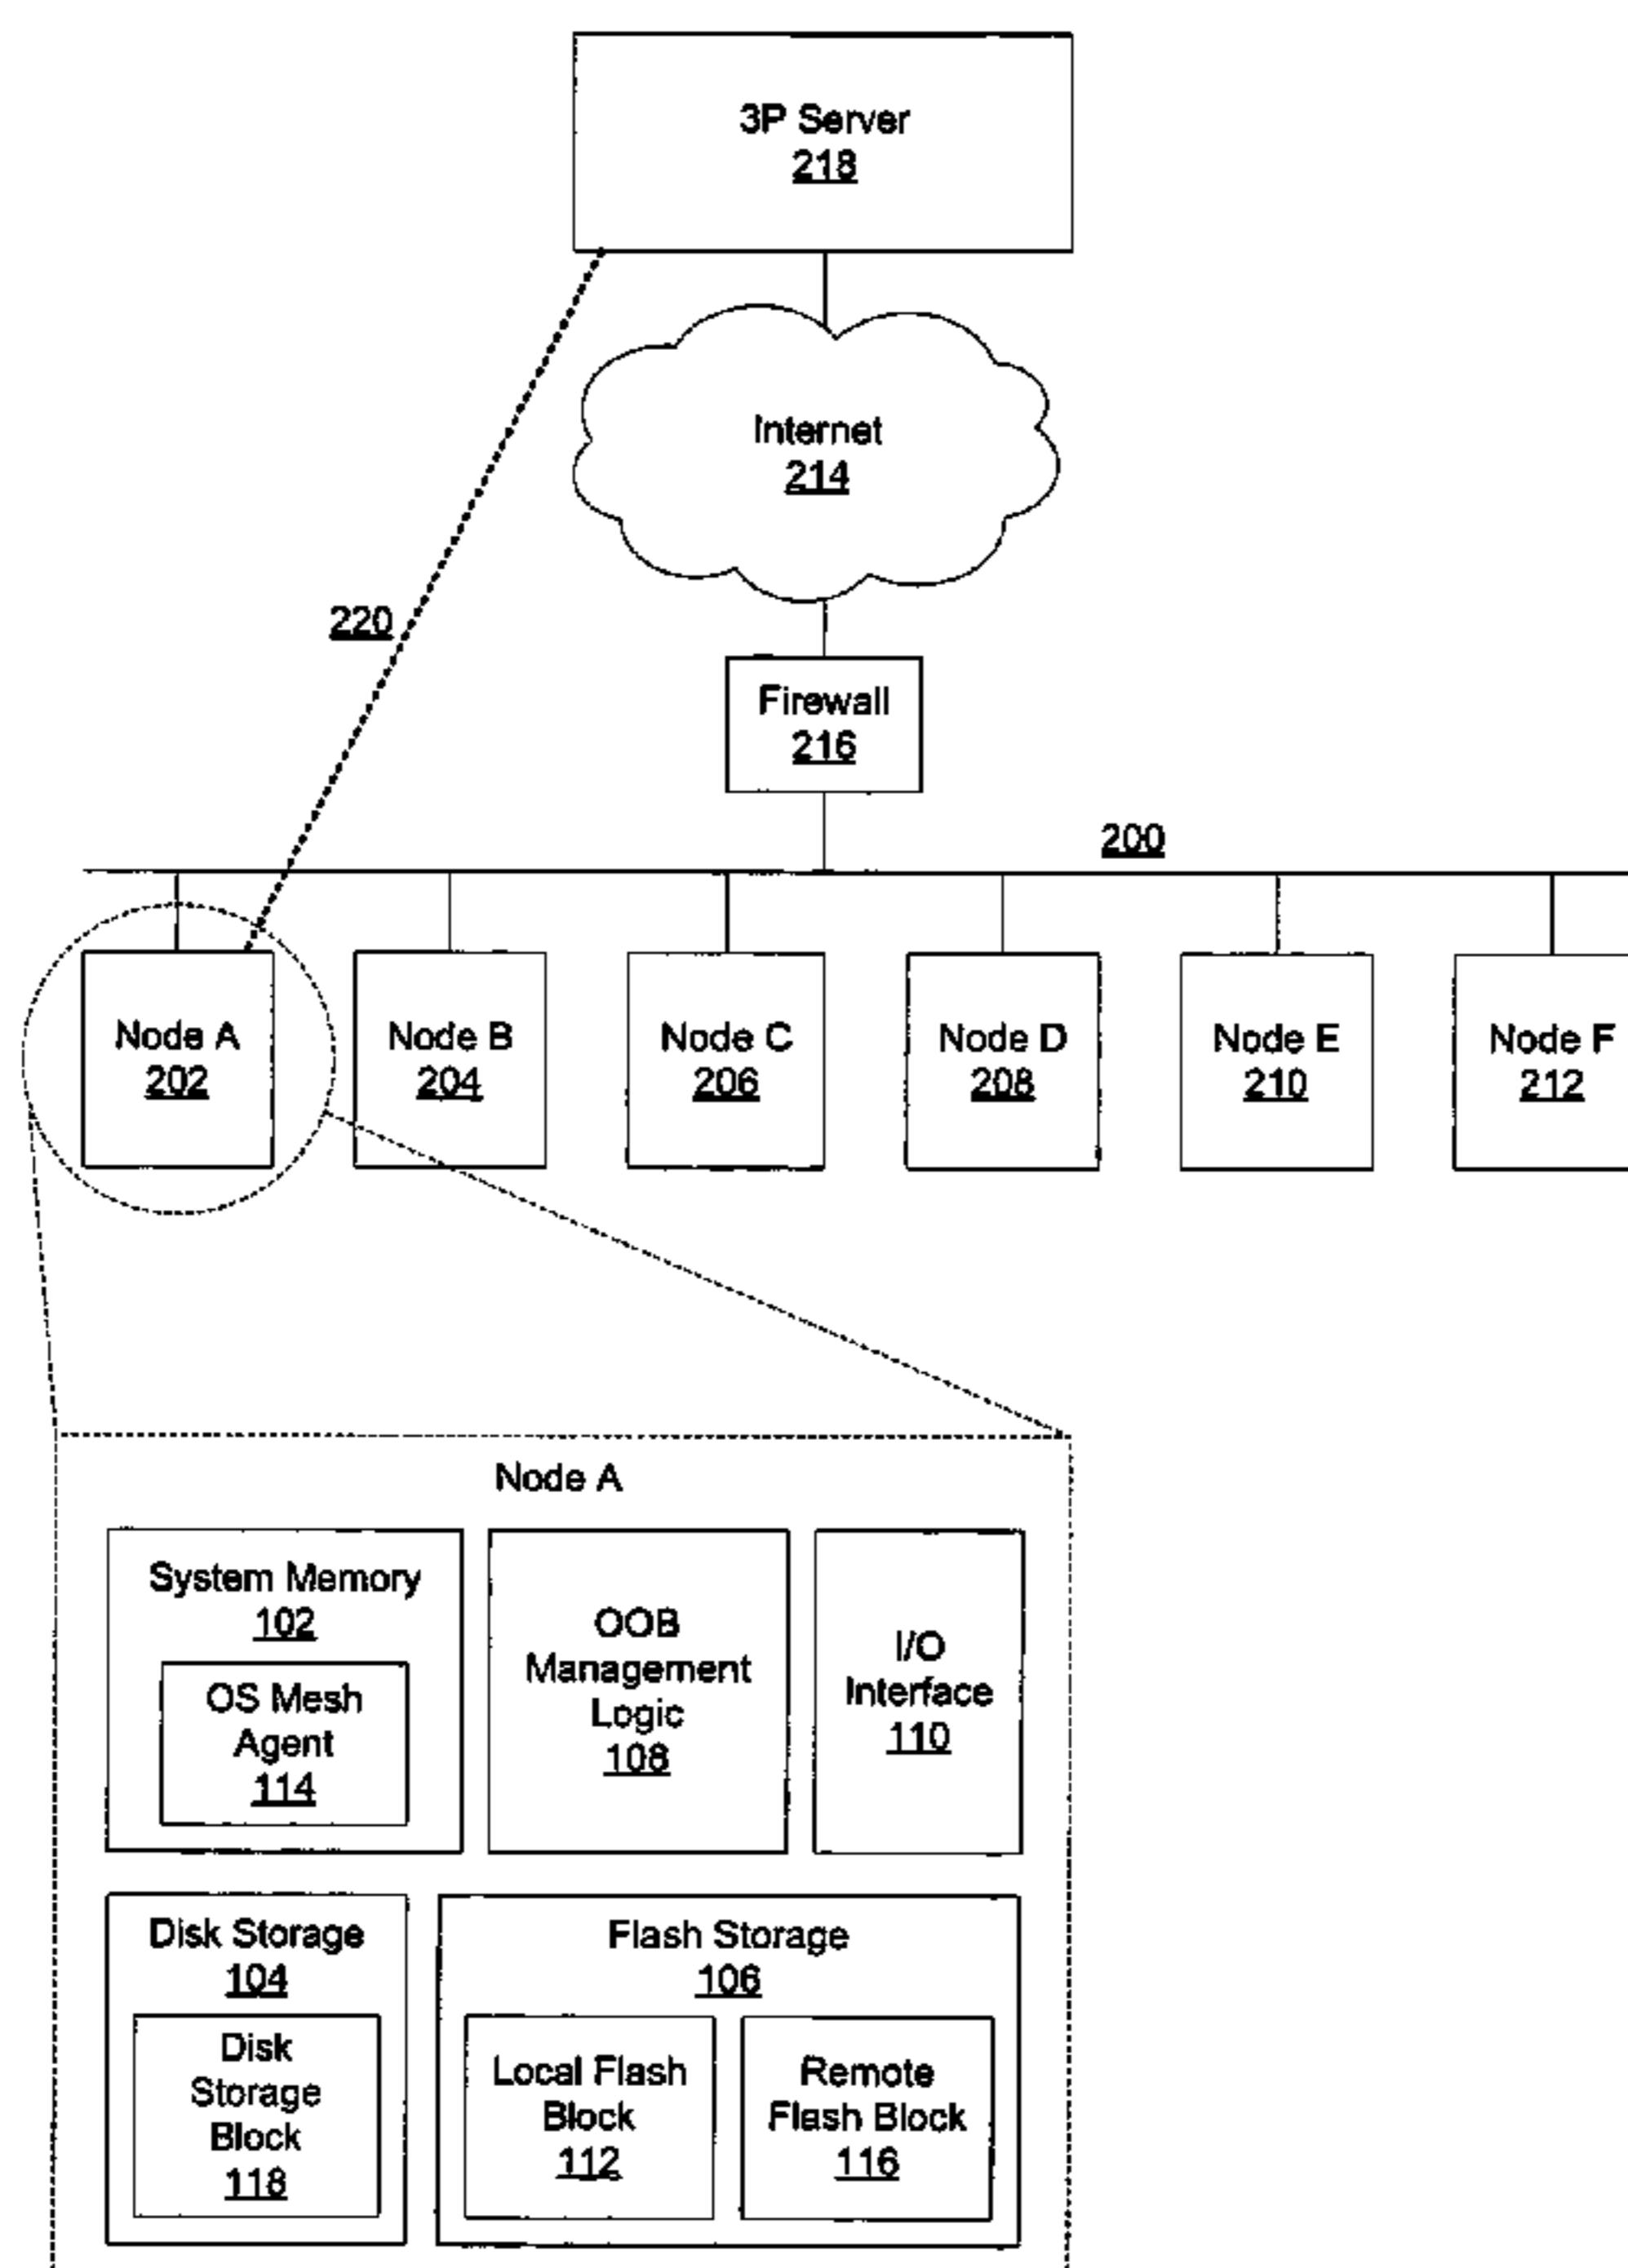 3P Server
218
Internet
214
220
Firewall
216
200
Node A
202
Node B
204
Node C
206
Node D
208
Node E
210
Node F
212
Node A
System Memory
102
OS Mesh
Agent
114
OOB
Management
Logic
108
I/O
Interface
110
Disk Storage
104
Disk
Storage
Block
118
Flash Storage
106
Local Flash
Block
112
Remote
Flash Block
116